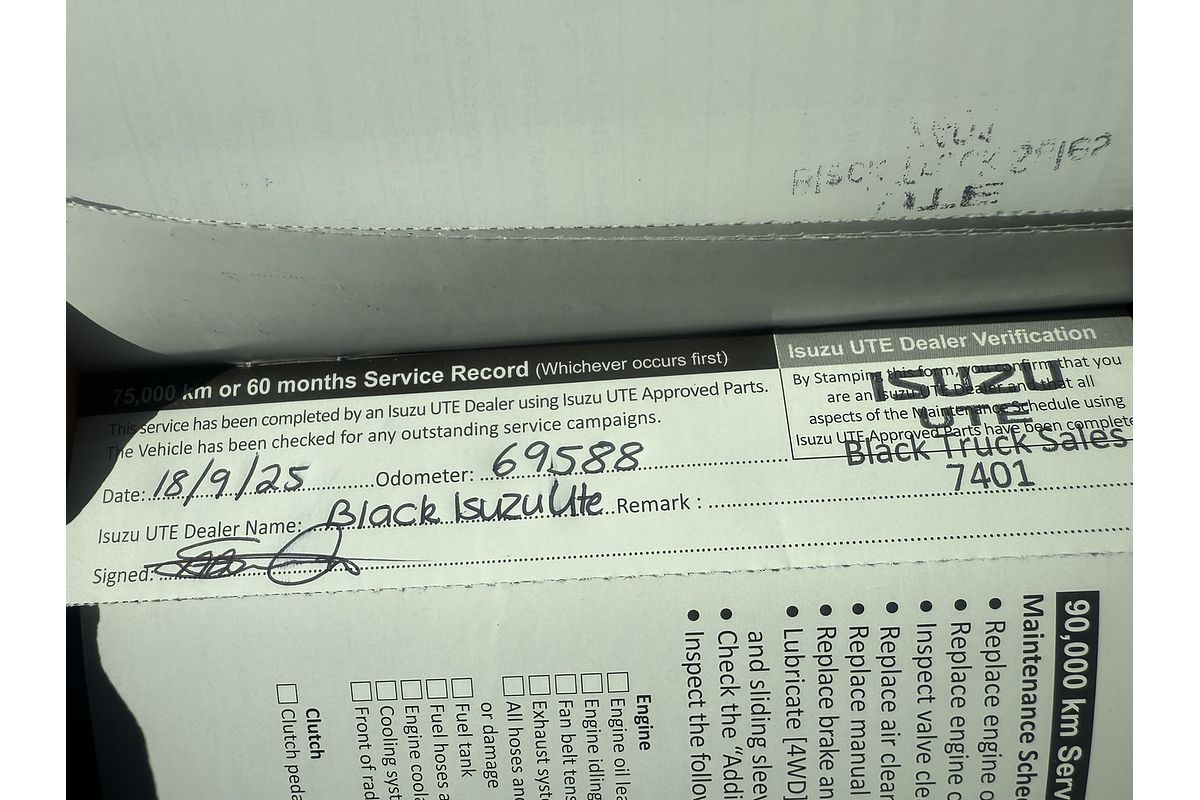 75,000 km or 60 months Service Record (Whichever occurs first)
This service has been completed by an Isuzu UTE Dealer using Isuzu UTE Approved Parts.
The Vehicle has been checked for any outstanding service campaigns.
Date: 18/9/25 Odometer: 69588
Isuzu UTE Dealer Name: Black Isuzu Ute Remark :
Signed:
Isuzu UTE Dealer Verification
By Stamping this form, you confirm that you
are an Isuzu UTE Dealer and that all
aspects of the Maintenance Schedule using
Isuzu UTE Approved Parts have been complete
ISUZU
UTE
Black Truck Sales
7401
90,000 km Serv
Maintenance Sche
● Replace engine o
● Replace engine c
● Inspect valve cle
● Replace air clear
● Replace manual
● Replace brake an
● Lubricate [4WD]
and sliding sleev
● Check the "Addi
● Inspect the follow
Engine
Engine oil lea
Engine idling
Fan belt tens
Exhaust syst
All hoses and
or damage
Fuel tank
Fuel hoses a
Engine coola
Cooling syst
Front of rad
Clutch
Clutch peda